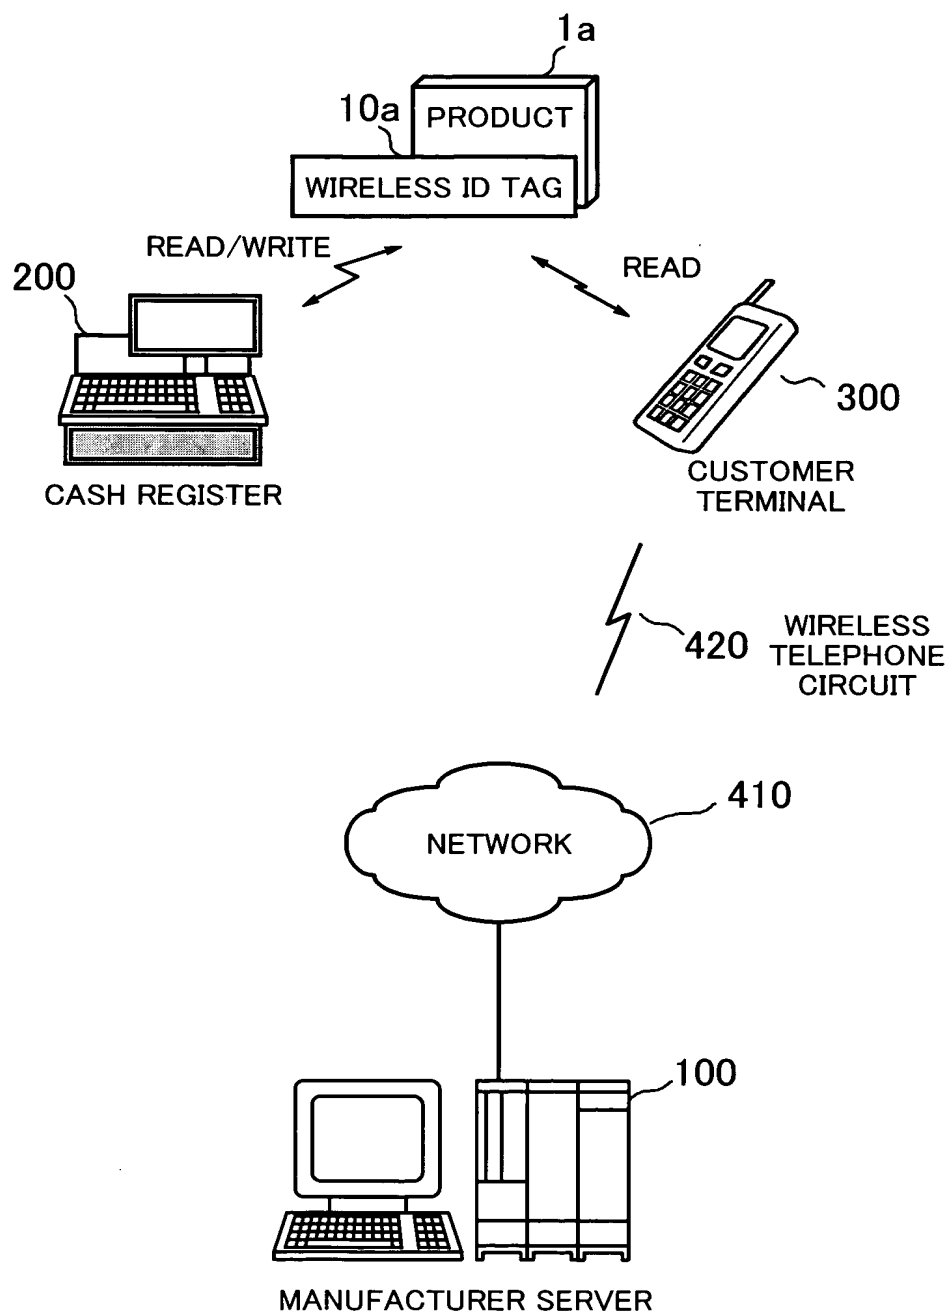 1a
10a
PRODUCT
WIRELESS ID TAG
READ/WRITE
READ
200
300
CASH REGISTER
CUSTOMER
TERMINAL
420
WIRELESS
TELEPHONE
CIRCUIT
410
NETWORK
100
MANUFACTURER SERVER